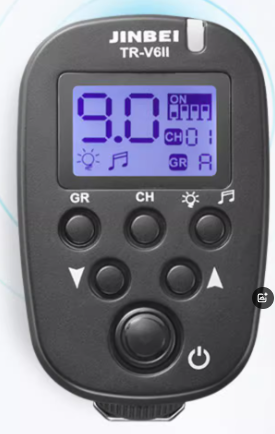 JINBEI
TR-V6II
9.0
ON
CH 01
GR A
GR CH